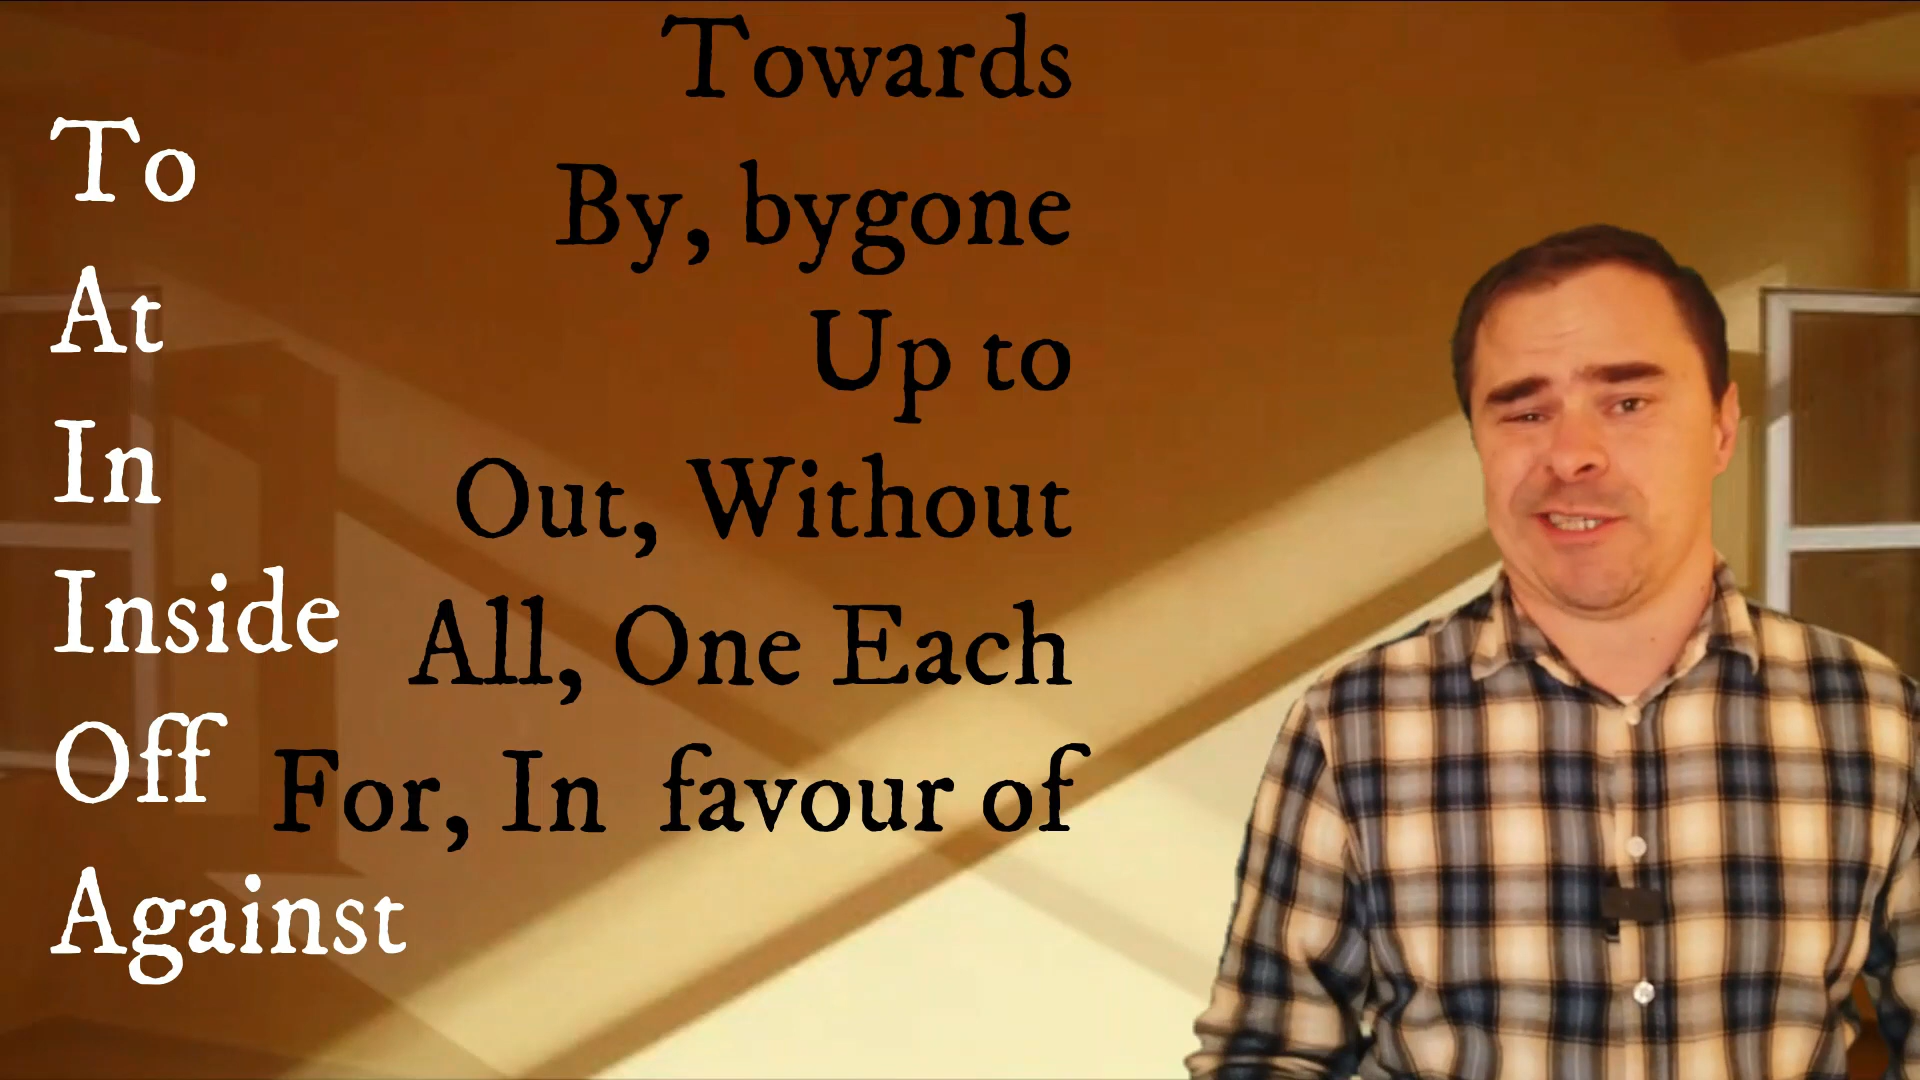 To
At
In
Inside
Off
Against
Towards
By, bygone
Up to
Out, Without
All, One Each
For, In favour of